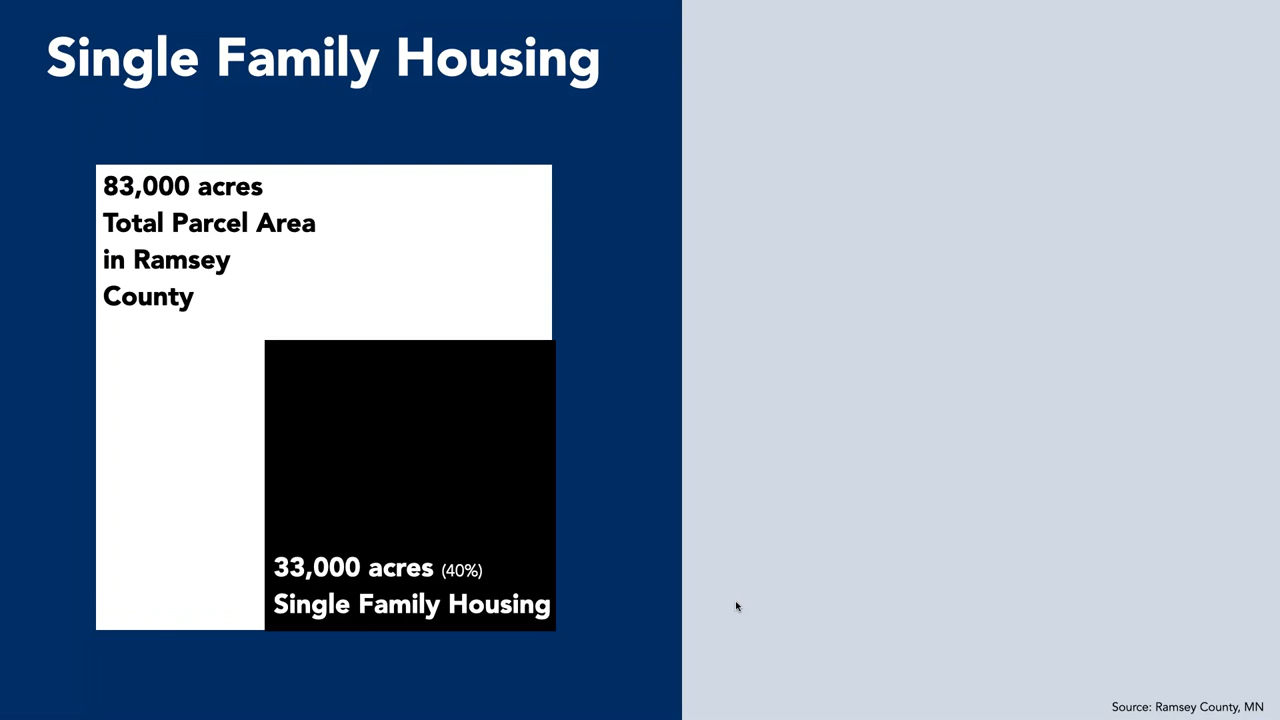 Single Family Housing
83,000 acres
Total Parcel Area
in Ramsey
County
33,000 acres (40%)
Single Family Housing
Source: Ramsey County, MN